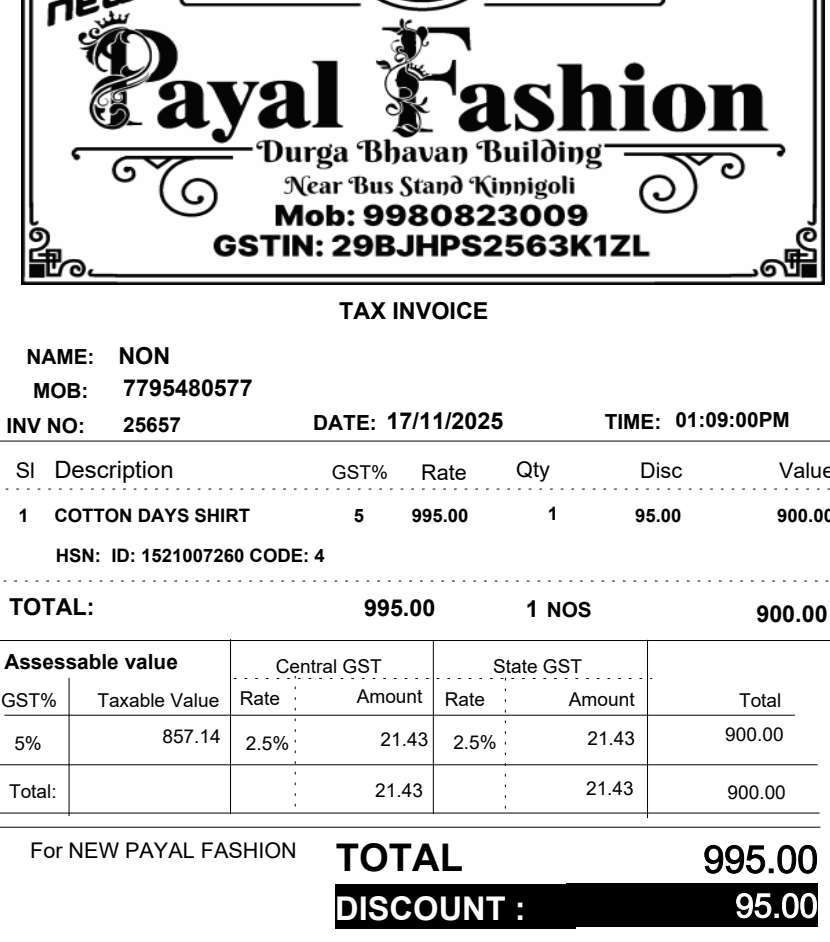 new
Payal Fashion
Durga Bhavan Building
Near Bus Stand Kinnigoli
Mob: 9980823009
GSTIN: 29BJHPS2563K1ZL
TAX INVOICE
NAME: NON
MOB: 7795480577
INV NO: 25657 DATE: 17/11/2025 TIME: 01:09:00PM
Sl Description GST% Rate Qty Disc Value
1 COTTON DAYS SHIRT 5 995.00 1 95.00 900.00
HSN: ID: 1521007260 CODE: 4
TOTAL: 995.00 1 NOS 900.00
Assessable value Central GST State GST
GST% Taxable Value Rate Amount Rate Amount Total
5% 857.14 2.5% 21.43 2.5% 21.43 900.00
Total: 21.43 21.43 900.00
For NEW PAYAL FASHION TOTAL 995.00
DISCOUNT : 95.00